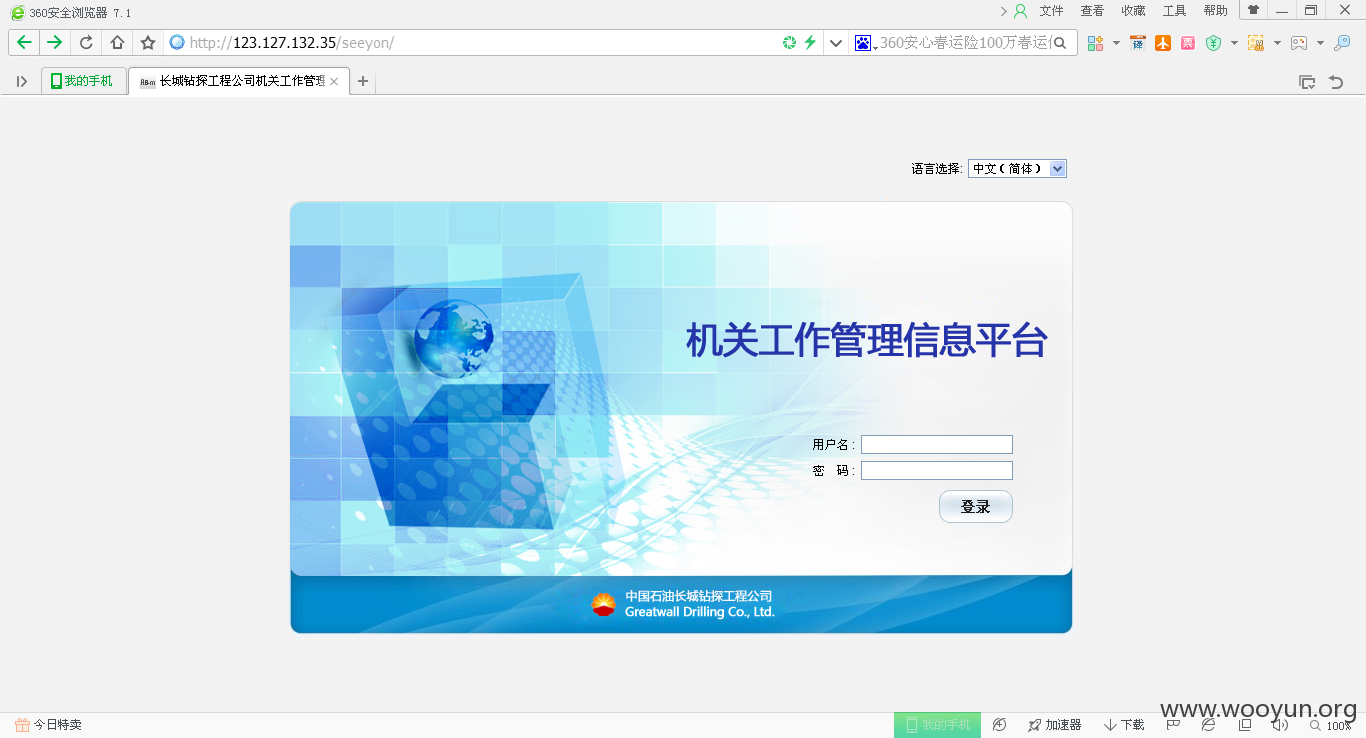 360安全浏览器 7.1
文件 查看 收藏 工具 帮助
http://123.127.132.35/seeyon/
360安心春运险100万春运
我的手机
长城钻探工程公司机关工作管理
语言选择: 中文（简体）
机关工作管理信息平台
用户名：
密 码：
登录
中国石油长城钻探工程公司
Greatwall Drilling Co., Ltd.
www.wooyun.org
今日特卖
我的手机
加速器
下载
100%